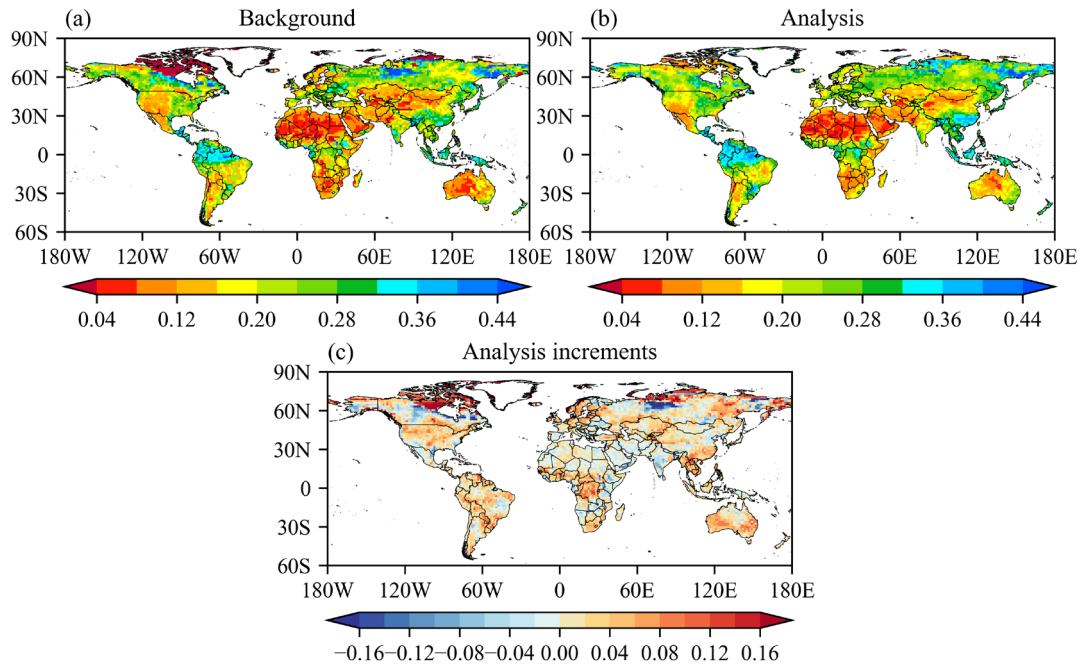 (a) Background
90N
60N
30N
0
30S
60S
180W 120W 60W 0 60E 120E 180E
0.04 0.12 0.20 0.28 0.36 0.44
(b) Analysis
90N
60N
30N
0
30S
60S
180W 120W 60W 0 60E 120E 180E
0.04 0.12 0.20 0.28 0.36 0.44
(c) Analysis increments
90N
60N
30N
0
30S
60S
180W 120W 60W 0 60E 120E 180E
−0.16 −0.12 −0.08 −0.04 0.00 0.04 0.08 0.12 0.16